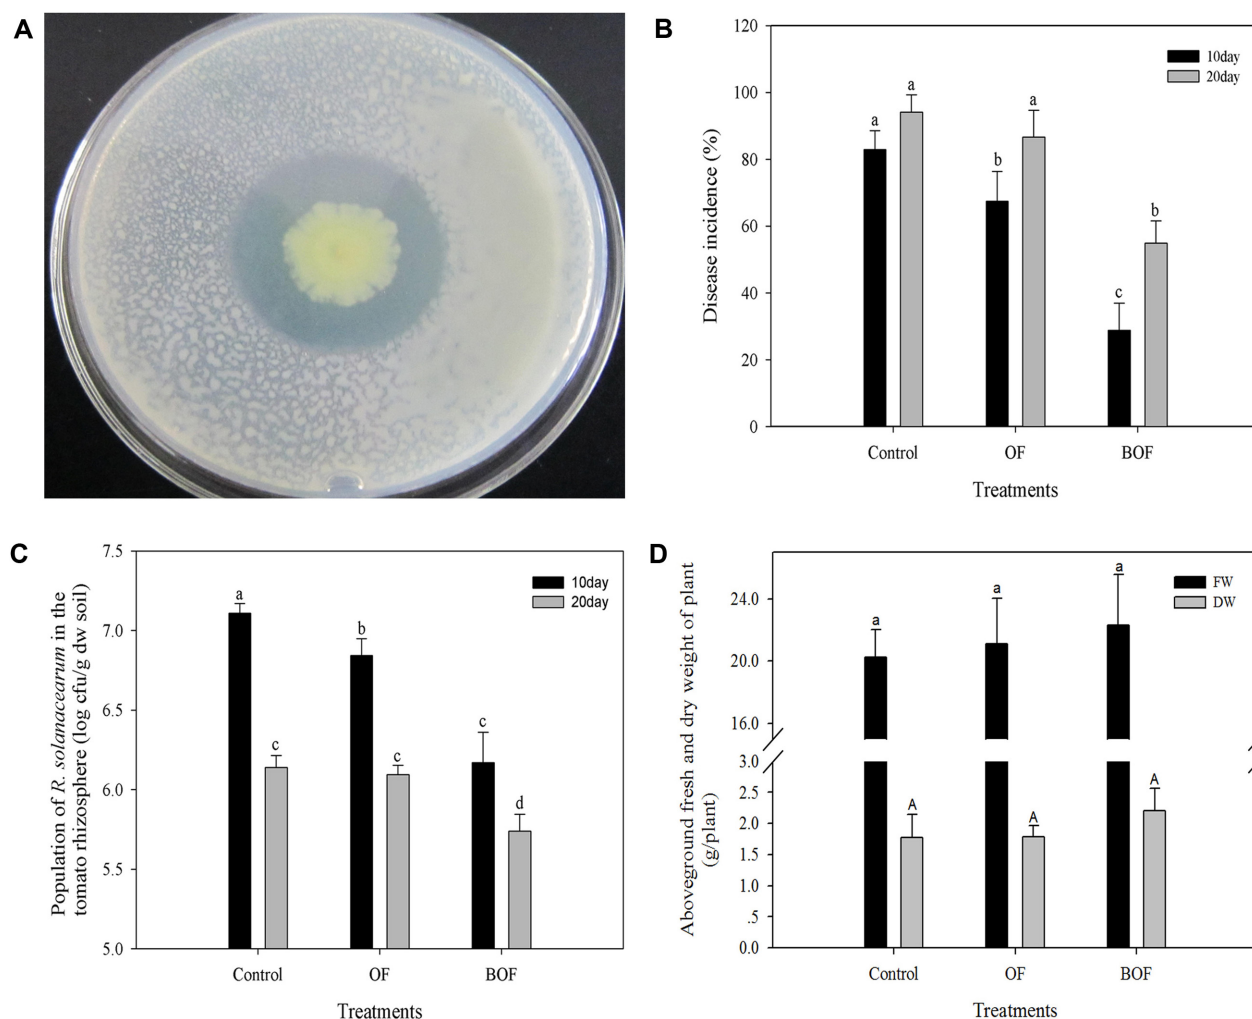 A
B
120
100
80
60
40
20
0
Disease incidence (%)
10day
20day
a
a
b
a
c
b
Control
OF
BOF
Treatments
C
7.5
7.0
6.5
6.0
5.5
5.0
Population of R. solanacearum in the
tomato rhizosphere (log cfu/g dw soil)
10day
20day
a
c
b
c
c
d
Control
OF
BOF
Treatments
D
24.0
20.0
16.0
3.0
2.5
2.0
1.5
1.0
.5
0.0
Aboveground fresh and dry weight of plant
(g/plant)
FW
DW
a
A
a
A
a
A
Control
OF
BOF
Treatments